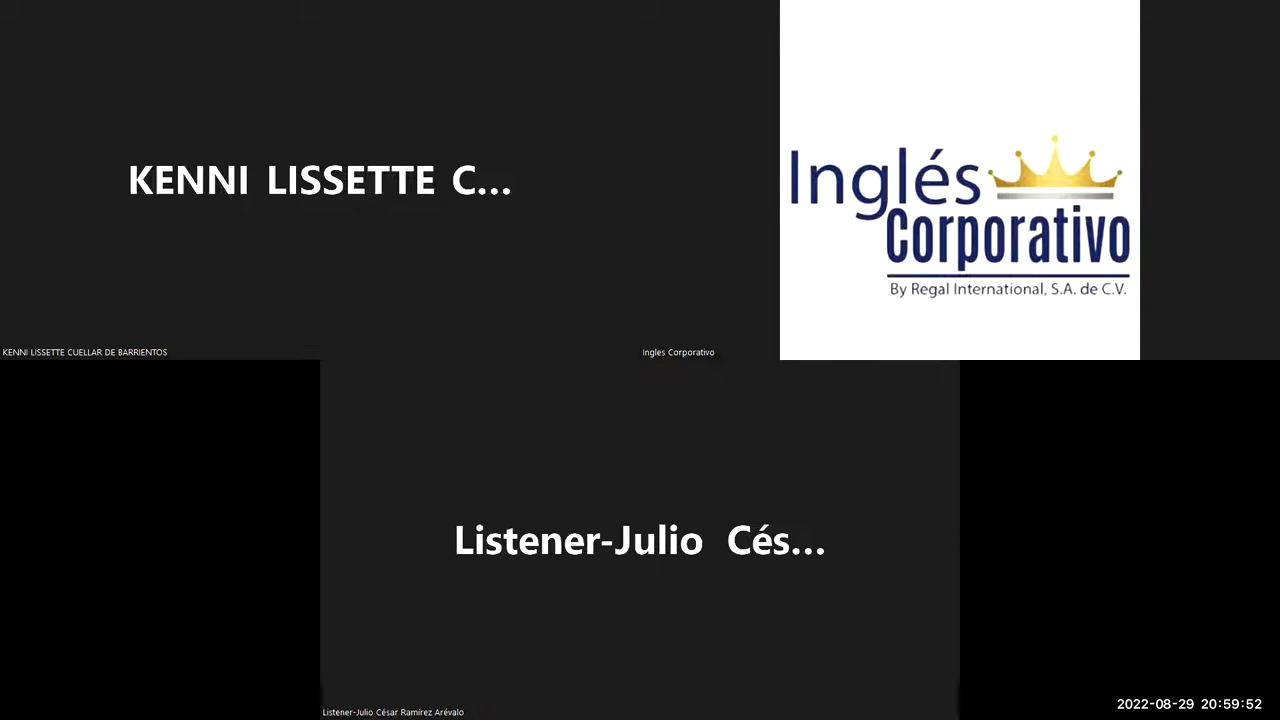 KENNI LISSETTE C...
KENNI LISSETTE CUELLAR DE BARRIENTOS
Inglés
Corporativo
By Regal International, S.A. de C.V.
Ingles Corporativo
Listener-Julio Cés...
Listener-Julio César Ramírez Arévalo
2022-08-29 20:59:52